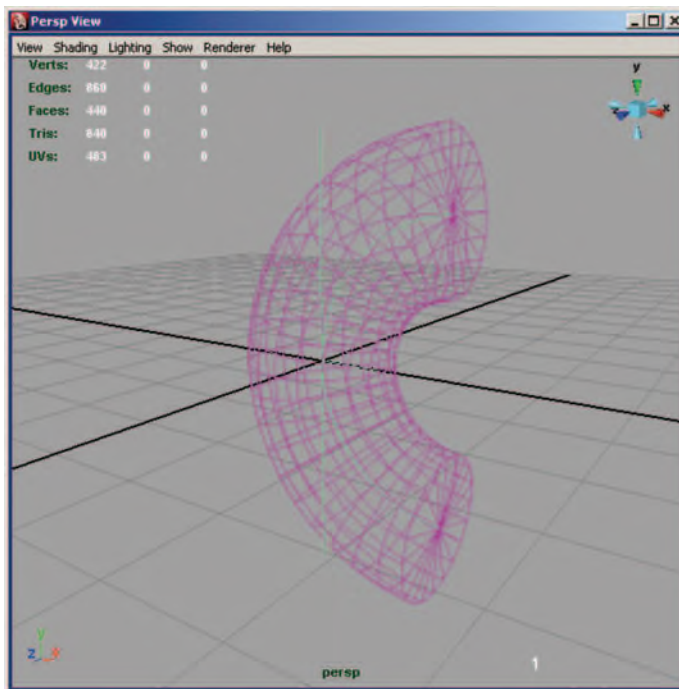 Persp View
View Shading Lighting Show Renderer Help
Verts: 422 0 0
Edges: 860 0 0
Faces: 440 0 0
Tris: 840 0 0
UVs: 483 0 0
y
z x
y
z x
persp
1